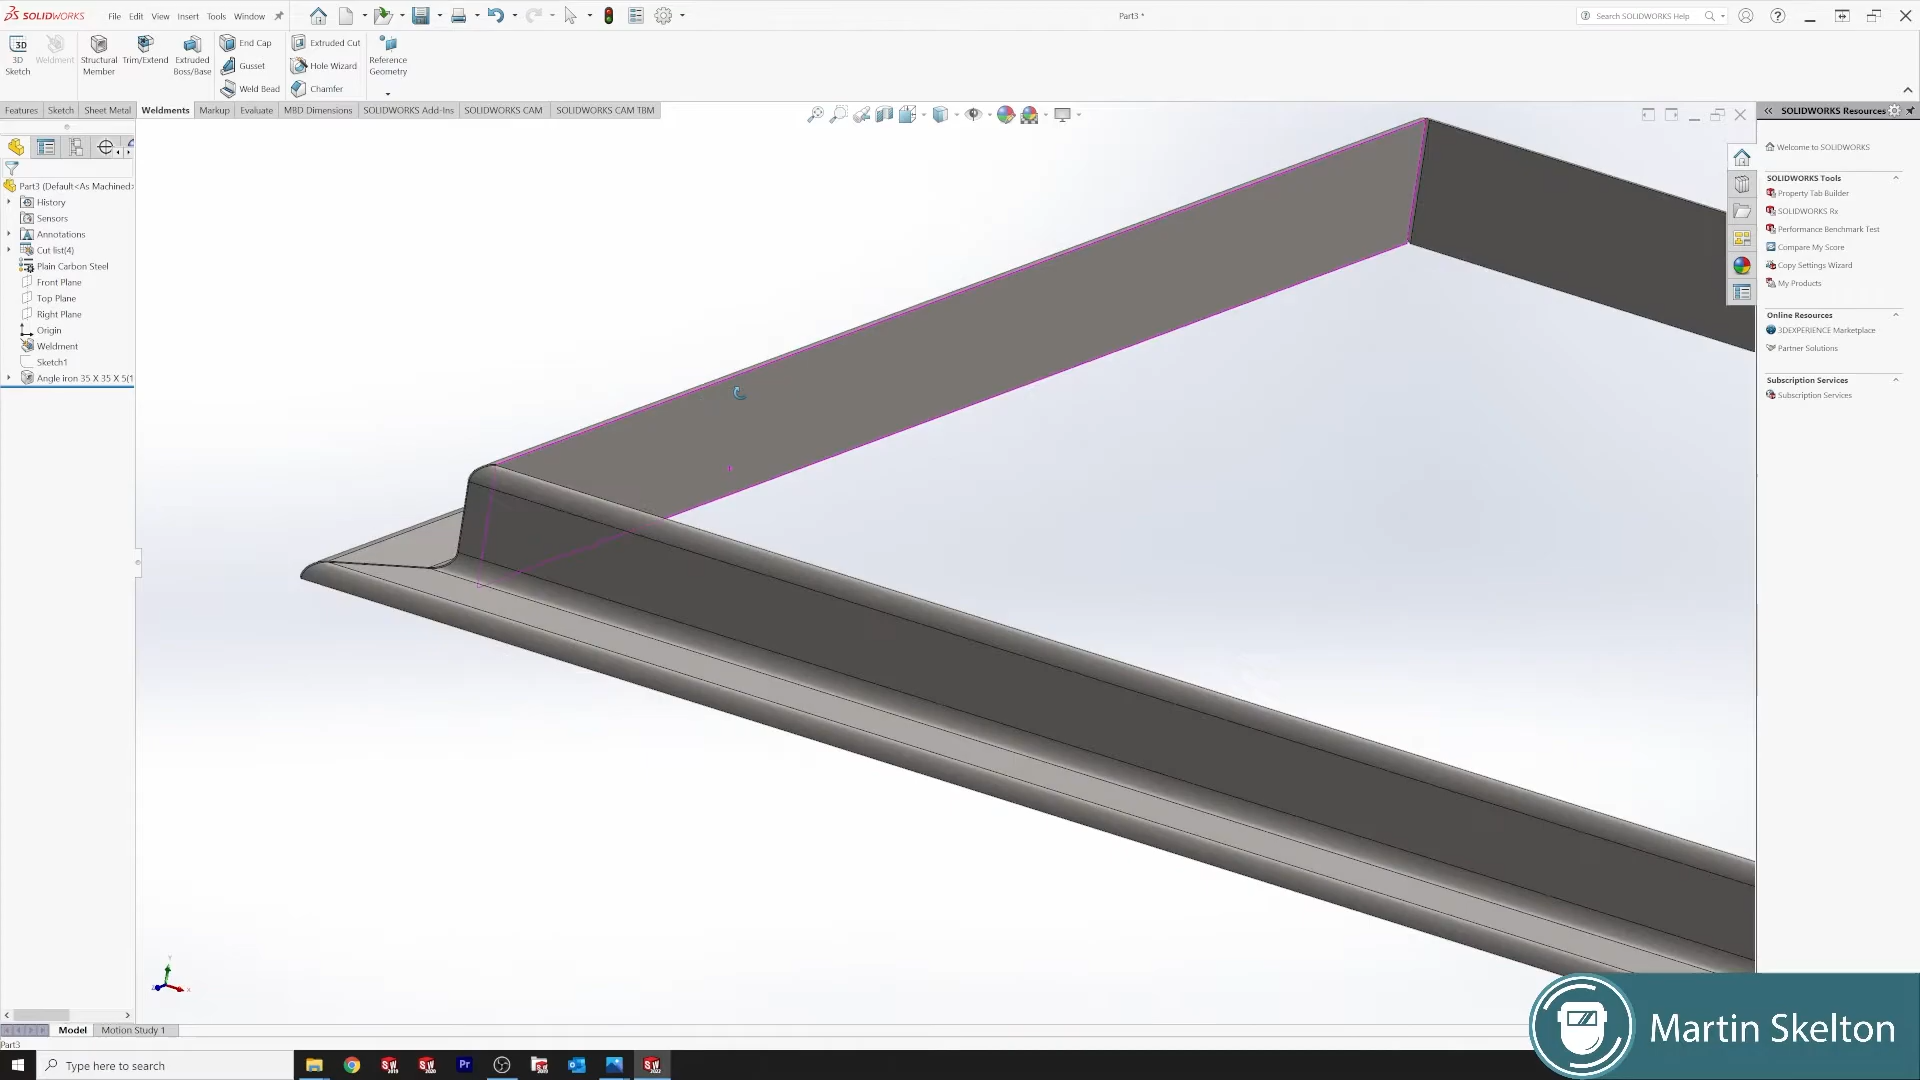 SOLIDWORKS File Edit View Insert Tools Window Part3 * Search SOLIDWORKS Help
3D Sketch
Weldment
Structural Member
Trim/Extend
Extruded Boss/Base
End Cap
Gusset
Weld Bead
Extruded Cut
Hole Wizard
Chamfer
Reference Geometry
Features Sketch Sheet Metal Weldments Markup Evaluate MBD Dimensions SOLIDWORKS Add-Ins SOLIDWORKS CAM SOLIDWORKS CAM TBM
Part3 (Default<As Machined>
History
Sensors
Annotations
Cut list(4)
Plain Carbon Steel
Front Plane
Top Plane
Right Plane
Origin
Weldment
Sketch1
Angle iron 35 X 35 X 5(1
SOLIDWORKS Resources
Welcome to SOLIDWORKS
SOLIDWORKS Tools
Property Tab Builder
SOLIDWORKS Rx
Performance Benchmark Test
Compare My Score
Copy Settings Wizard
My Products
Online Resources
3DEXPERIENCE Marketplace
Partner Solutions
Subscription Services
Subscription Services
Model Motion Study 1
Part3
Type here to search
Martin Skelton